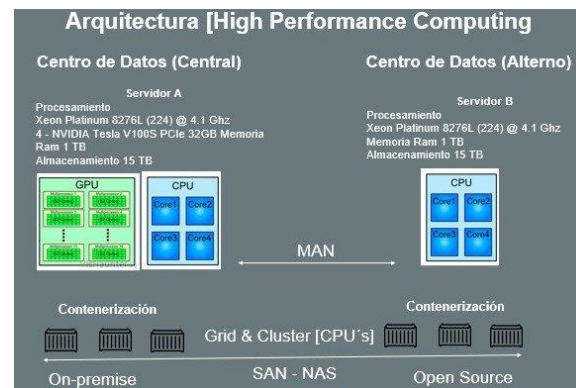 Arquitectura [High Performance Computing
Centro de Datos (Central)
Centro de Datos (Alterno)
Servidor A
Procesamiento
Xeon Platinum 8276L (224) @ 4.1 Ghz
4 - NVIDIA Tesla V100S PCIe 32GB Memoria
Ram 1 TB
Almacenamiento 15 TB
Servidor B
Procesamiento
Xeon Platinum 8276L (224) @ 4.1 Ghz
Memoria Ram 1 TB
Almacenamiento 15 TB
GPU
CPU
Core1 Core2
Core3 Core4
CPU
Core1 Core2
Core3 Core4
MAN
Contenerización
Contenerización
Grid & Cluster [CPU´s]
On-premise
SAN - NAS
Open Source